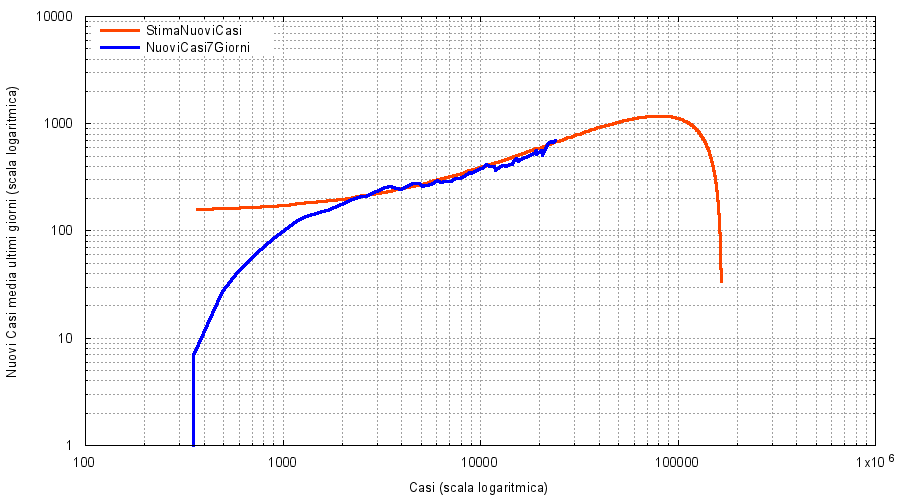 10000
1000
100
10
1
StimaNuoviCasi
NuoviCasi7Giorni
Nuovi Casi media ultimi giorni (scala logaritmica)
100 1000 10000 100000 1x10 6
Casi (scala logaritmica)